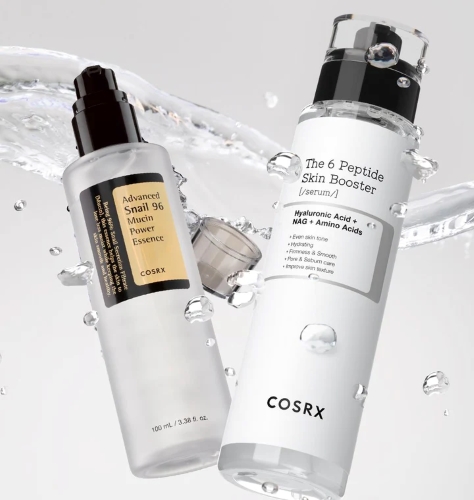 Advanced
Snail 96
Mucin
Power
Essence
COSRX
100 mL / 3.38 fl. oz.
The 6 Peptide
Skin Booster
[/serum/]
Hyaluronic Acid +
NAG + Amino Acids
• Even skin tone
• Hydrating
• Firmness & Smooth
• Pore & Sebum care
• Improve skin texture
COSRX